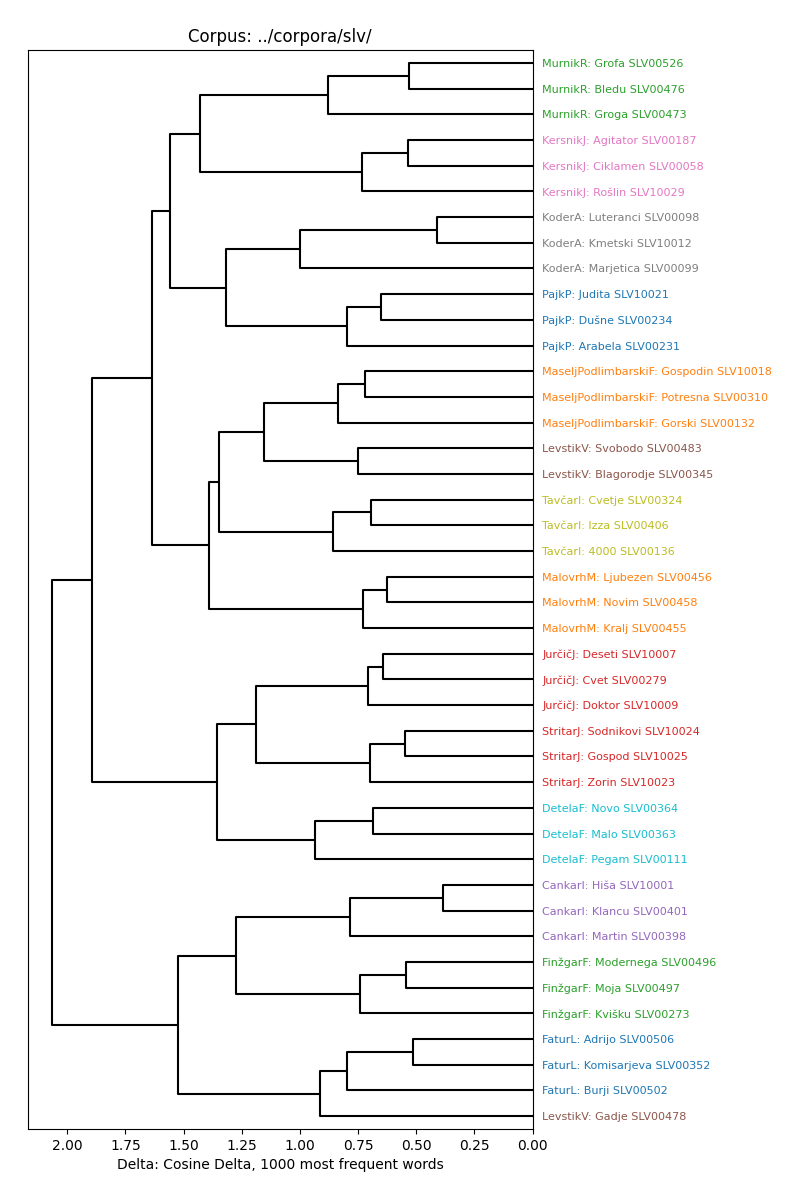 Corpus: ../corpora/slv/
MurnikR: Grofa SLV00526
MurnikR: Bledu SLV00476
MurnikR: Groga SLV00473
KersnikJ: Agitator SLV00187
KersnikJ: Ciklamen SLV00058
KersnikJ: Rošlin SLV10029
KoderA: Luteranci SLV00098
KoderA: Kmetski SLV10012
KoderA: Marjetica SLV00099
PajkP: Judita SLV10021
PajkP: Dušne SLV00234
PajkP: Arabela SLV00231
MaseljPodlimbarskiF: Gospodin SLV10018
MaseljPodlimbarskiF: Potresna SLV00310
MaseljPodlimbarskiF: Gorski SLV00132
LevstikV: Svobodo SLV00483
LevstikV: Blagorodje SLV00345
TavčarI: Cvetje SLV00324
TavčarI: Izza SLV00406
TavčarI: 4000 SLV00136
MalovrhM: Ljubezen SLV00456
MalovrhM: Novim SLV00458
MalovrhM: Kralj SLV00455
JurčičJ: Deseti SLV10007
JurčičJ: Cvet SLV00279
JurčičJ: Doktor SLV10009
StritarJ: Sodnikovi SLV10024
StritarJ: Gospod SLV10025
StritarJ: Zorin SLV10023
DetelaF: Novo SLV00364
DetelaF: Malo SLV00363
DetelaF: Pegam SLV00111
CankarI: Hiša SLV10001
CankarI: Klancu SLV00401
CankarI: Martin SLV00398
FinžgarF: Modernega SLV00496
FinžgarF: Moja SLV00497
FinžgarF: Kvišku SLV00273
FaturL: Adrijo SLV00506
FaturL: Komisarjeva SLV00352
FaturL: Burji SLV00502
LevstikV: Gadje SLV00478
2.00 1.75 1.50 1.25 1.00 0.75 0.50 0.25 0.00
Delta: Cosine Delta, 1000 most frequent words